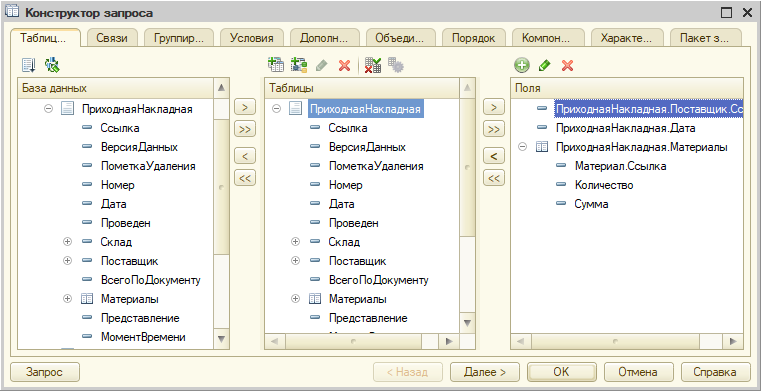 Конструктор запроса
Таблиц...
Связи
Группир...
Условия
Дополн...
Объеди...
Порядок
Компон...
Характе...
Пакет з...
База данных
ПриходнаяНакладная
Ссылка
ВерсияДанных
ПометкаУдаления
Номер
Дата
Проведен
Склад
Поставщик
ВсегоПоДокументу
Материалы
Представление
МоментВремени
>
>>
<
<<
Таблицы
ПриходнаяНакладная
Ссылка
ВерсияДанных
ПометкаУдаления
Номер
Дата
Проведен
Склад
Поставщик
ВсегоПоДокументу
Материалы
Представление
>
>>
<
<<
Поля
ПриходнаяНакладная.Поставщик.Сс
ПриходнаяНакладная.Дата
ПриходнаяНакладная.Материалы
Материал.Ссылка
Количество
Сумма
Запрос
< Назад
Далее >
OK
Отмена
Справка